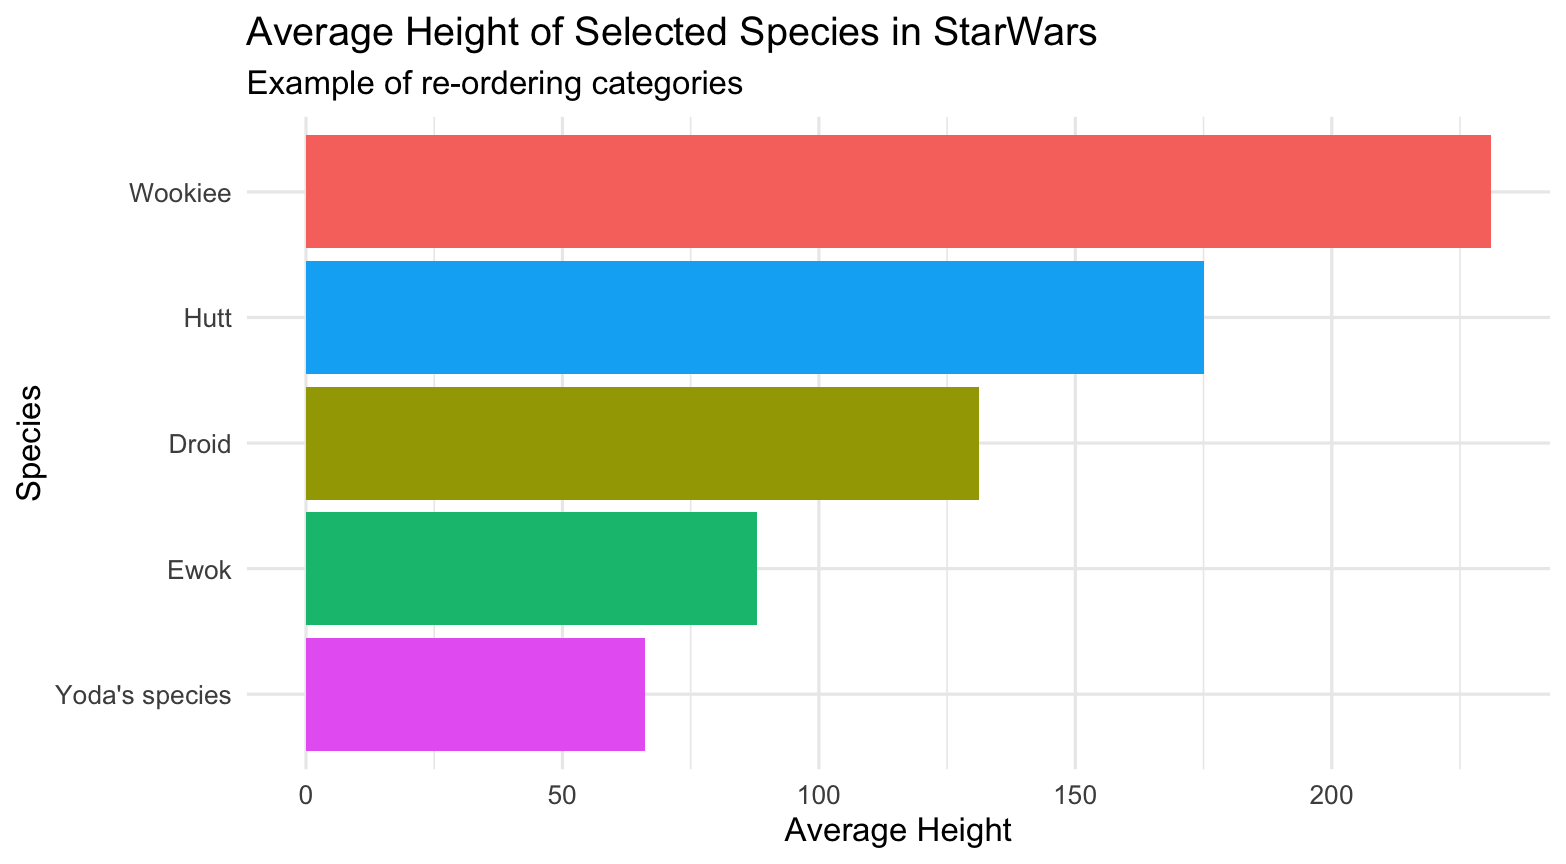 Average Height of Selected Species in StarWars
Example of re-ordering categories
Wookiee
Hutt
Droid
Ewok
Yoda's species
Species
0 50 100 150 200
Average Height